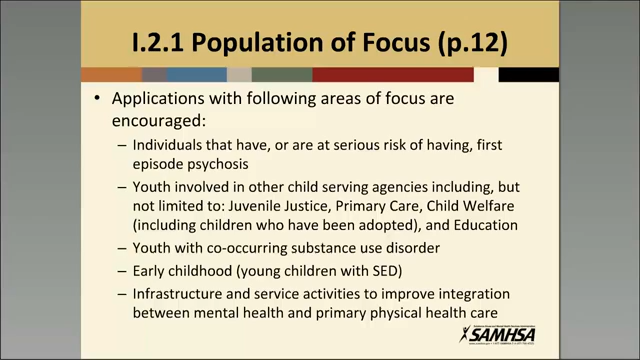 I.2.1 Population of Focus (p.12)
• Applications with following areas of focus are
encouraged:
– Individuals that have, or are at serious risk of having, first
episode psychosis
– Youth involved in other child serving agencies including, but
not limited to: Juvenile Justice, Primary Care, Child Welfare
(including children who have been adopted), and Education
– Youth with co-occurring substance use disorder
– Early childhood (young children with SED)
– Infrastructure and service activities to improve integration
between mental health and primary physical health care
SAMHSA